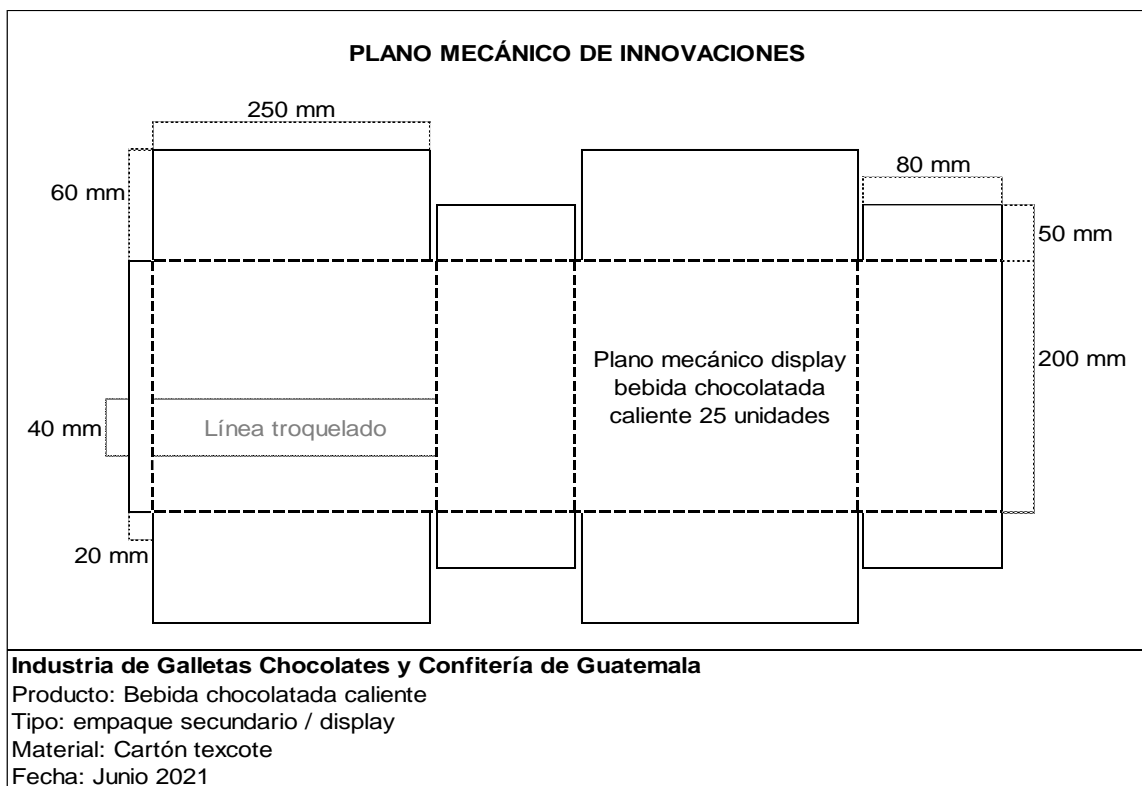 PLANO MECÁNICO DE INNOVACIONES
250 mm
60 mm
80 mm
50 mm
Plano mecánico display
bebida chocolatada
caliente 25 unidades
200 mm
40 mm
Línea troquelado
20 mm
Industria de Galletas Chocolates y Confitería de Guatemala
Producto: Bebida chocolatada caliente
Tipo: empaque secundario / display
Material: Cartón texcote
Fecha: Junio 2021